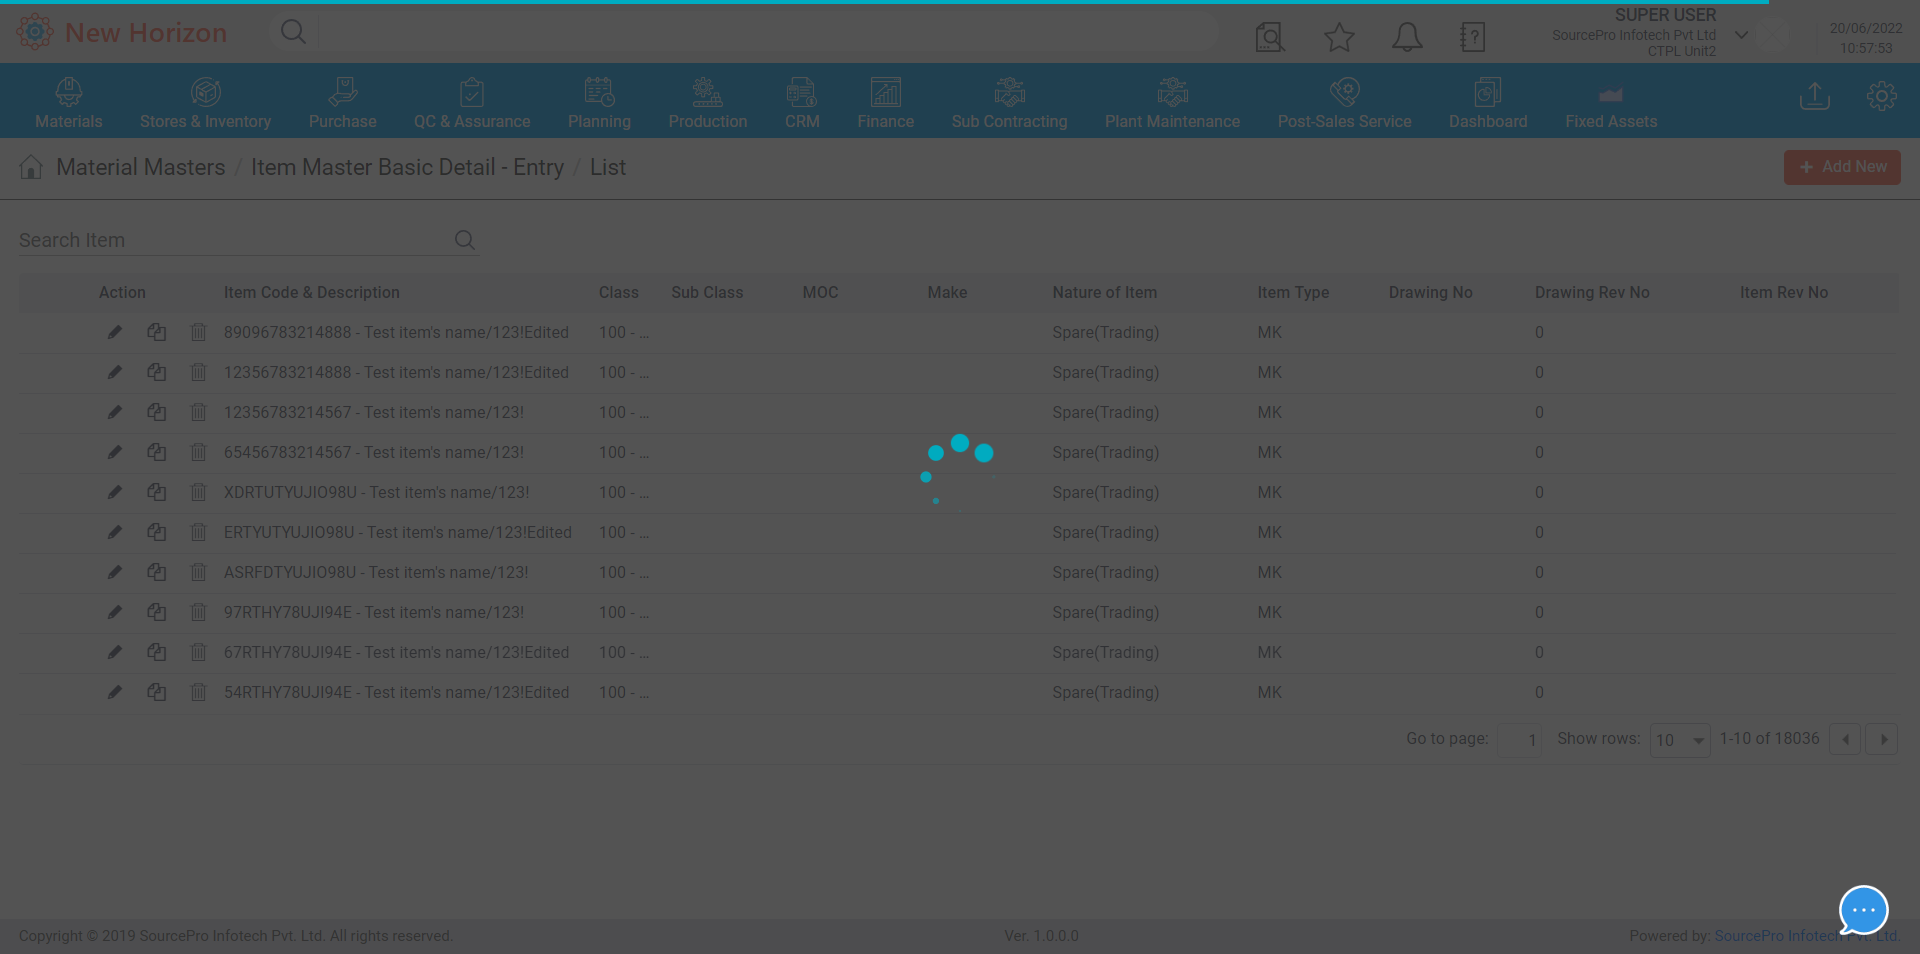 New Horizon
SUPER USER
SourcePro Infotech Pvt Ltd
CTPL Unit2
20/06/2022
10:57:53
Materials Stores & Inventory Purchase QC & Assurance Planning Production CRM Finance Sub Contracting Plant Maintenance Post-Sales Service Dashboard Fixed Assets
Material Masters / Item Master Basic Detail - Entry / List
+ Add New
Search Item
Action Item Code & Description Class Sub Class MOC Make Nature of Item Item Type Drawing No Drawing Rev No Item Rev No
89096783214888 - Test item's name/123!Edited 100 - ... Spare(Trading) MK 0
12356783214888 - Test item's name/123!Edited 100 - ... Spare(Trading) MK 0
12356783214567 - Test item's name/123! 100 - ... Spare(Trading) MK 0
65456783214567 - Test item's name/123! 100 - ... Spare(Trading) MK 0
XDRTUTYUJIO98U - Test item's name/123! 100 - ... Spare(Trading) MK 0
ERTYUTYUJIO98U - Test item's name/123!Edited 100 - ... Spare(Trading) MK 0
ASRFDTYUJIO98U - Test item's name/123! 100 - ... Spare(Trading) MK 0
97RTHY78UJI94E - Test item's name/123! 100 - ... Spare(Trading) MK 0
67RTHY78UJI94E - Test item's name/123!Edited 100 - ... Spare(Trading) MK 0
54RTHY78UJI94E - Test item's name/123!Edited 100 - ... Spare(Trading) MK 0
Go to page: 1 Show rows: 10 1-10 of 18036
Copyright © 2019 SourcePro Infotech Pvt. Ltd. All rights reserved. Ver. 1.0.0.0 Powered by: SourcePro Infotech Pvt. Ltd.